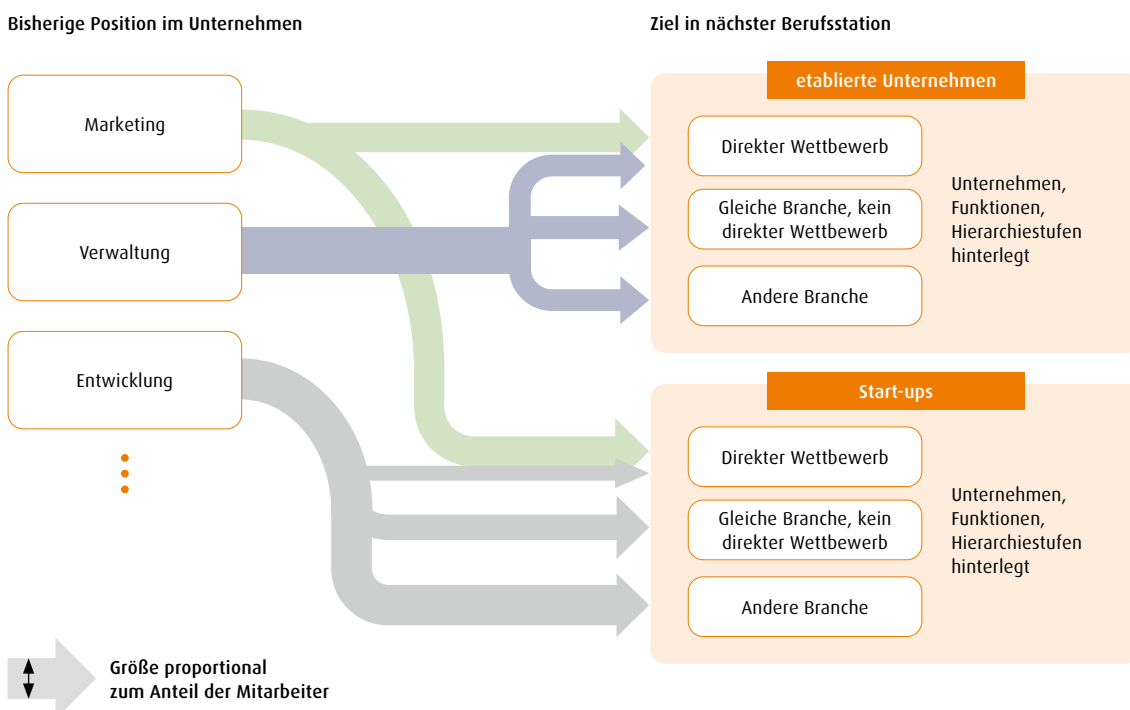 Bisherige Position im Unternehmen
Ziel in nächster Berufsstation
Marketing
Verwaltung
Entwicklung
etablierte Unternehmen
Direkter Wettbewerb
Gleiche Branche, kein
direkter Wettbewerb
Andere Branche
Unternehmen,
Funktionen,
Hierarchiestufen
hinterlegt
Start-ups
Direkter Wettbewerb
Gleiche Branche, kein
direkter Wettbewerb
Andere Branche
Unternehmen,
Funktionen,
Hierarchiestufen
hinterlegt
Größe proportional
zum Anteil der Mitarbeiter